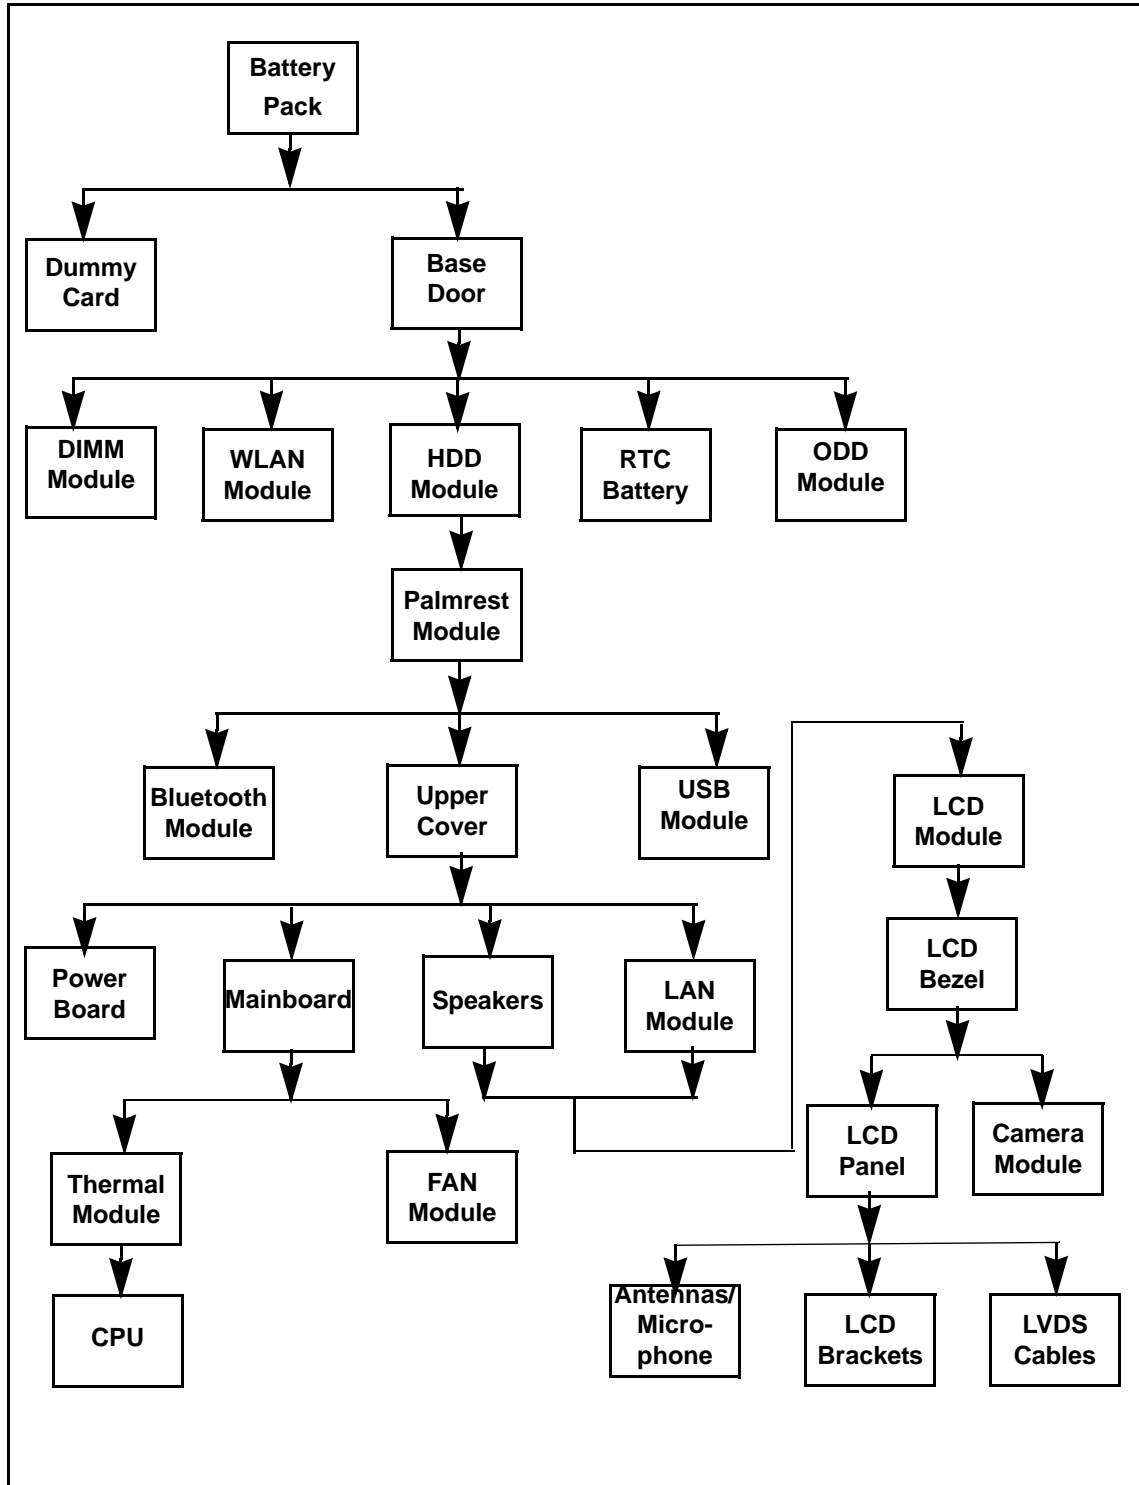 Battery
Pack
Dummy
Card
Base
Door
DIMM
Module
WLAN
Module
HDD
Module
RTC
Battery
ODD
Module
Palmrest
Module
Bluetooth
Module
Upper
Cover
USB
Module
LCD
Module
Power
Board
Mainboard
Speakers
LAN
Module
LCD
Bezel
Thermal
Module
FAN
Module
LCD
Panel
Camera
Module
CPU
Antennas/
Micro-
phone
LCD
Brackets
LVDS
Cables